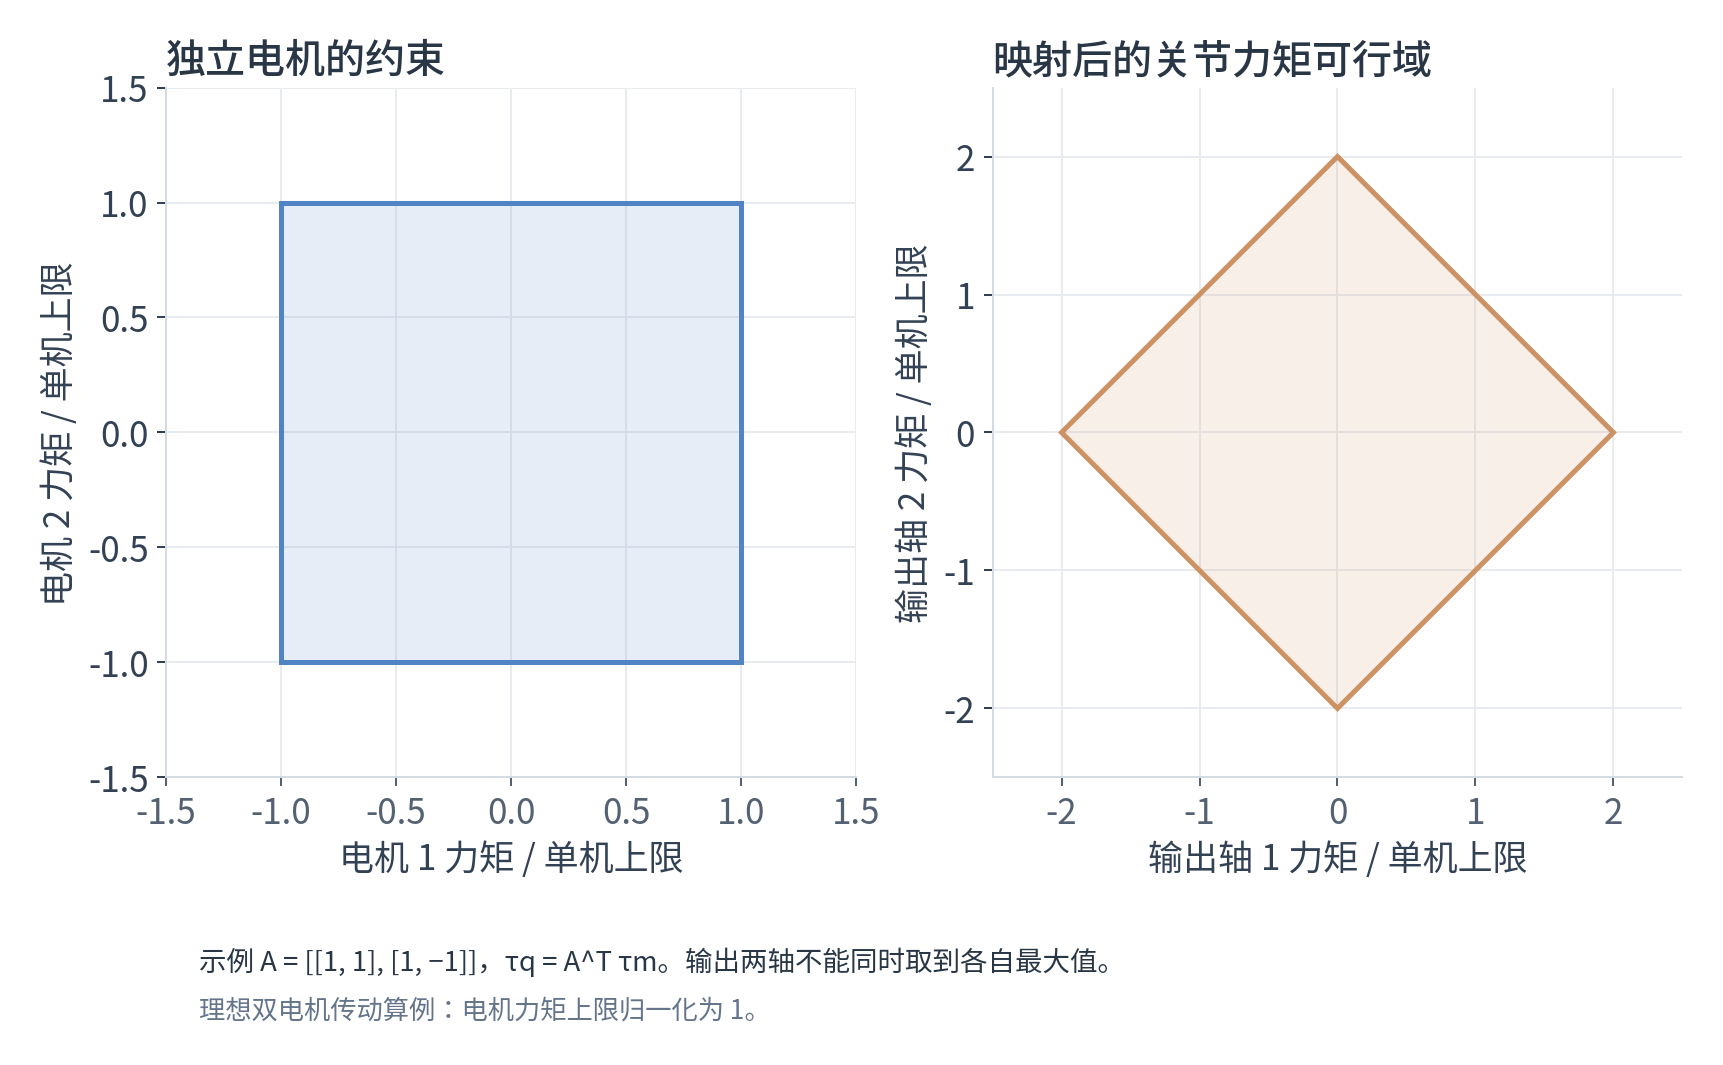 独立电机的约束
1.5
1.0
0.5
0.0
-0.5
-1.0
-1.5
-1.5 -1.0 -0.5 0.0 0.5 1.0 1.5
电机 2 力矩 / 单机上限
电机 1 力矩 / 单机上限
映射后的关节力矩可行域
2
1
0
-1
-2
-2 -1 0 1 2
输出轴 2 力矩 / 单机上限
输出轴 1 力矩 / 单机上限
示例 A = [[1, 1], [1, −1]]，τq = A^T τm。输出两轴不能同时取到各自最大值。
理想双电机传动算例：电机力矩上限归一化为 1。